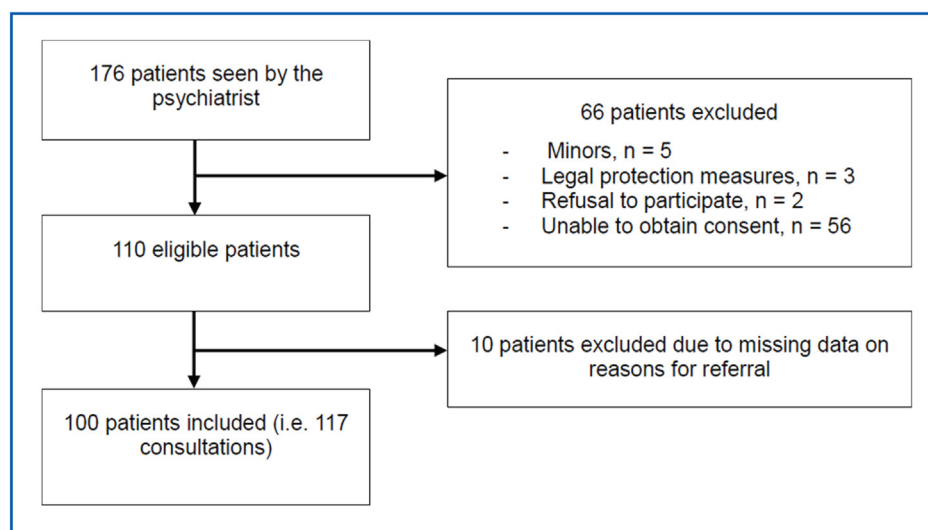 176 patients seen by the
psychiatrist
66 patients excluded
- Minors, n = 5
- Legal protection measures, n = 3
- Refusal to participate, n = 2
- Unable to obtain consent, n = 56
110 eligible patients
10 patients excluded due to missing data on
reasons for referral
100 patients included (i.e. 117
consultations)